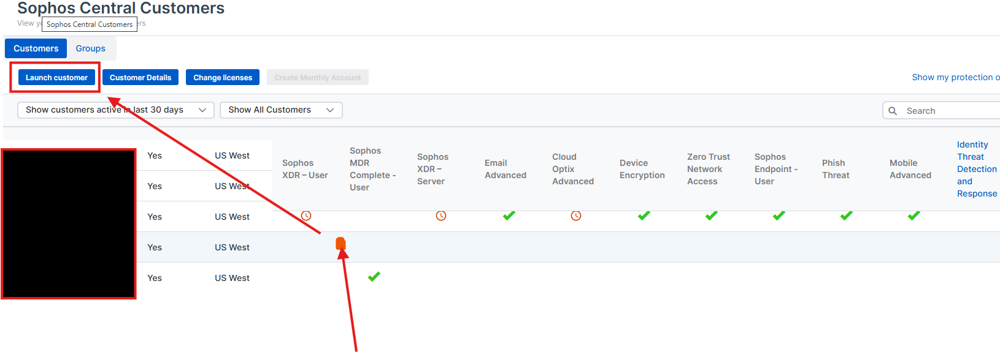 Sophos Central Customers
View
Sophos Central Customers
Customers
Groups
Launch customer
Customer Details
Change licenses
Create Monthly Account
Show my protection
Show customers active in last 30 days
Show All Customers
Search
Sophos
XDR – User
Sophos
MDR
Complete -
User
Sophos
XDR –
Server
Email
Advanced
Cloud
Optix
Advanced
Device
Encryption
Zero Trust
Network
Access
Sophos
Endpoint -
User
Phish
Threat
Mobile
Advanced
Identity
Threat
Detection
and
Response
Yes US West
Yes US West
Yes US West
Yes US West
Yes US West